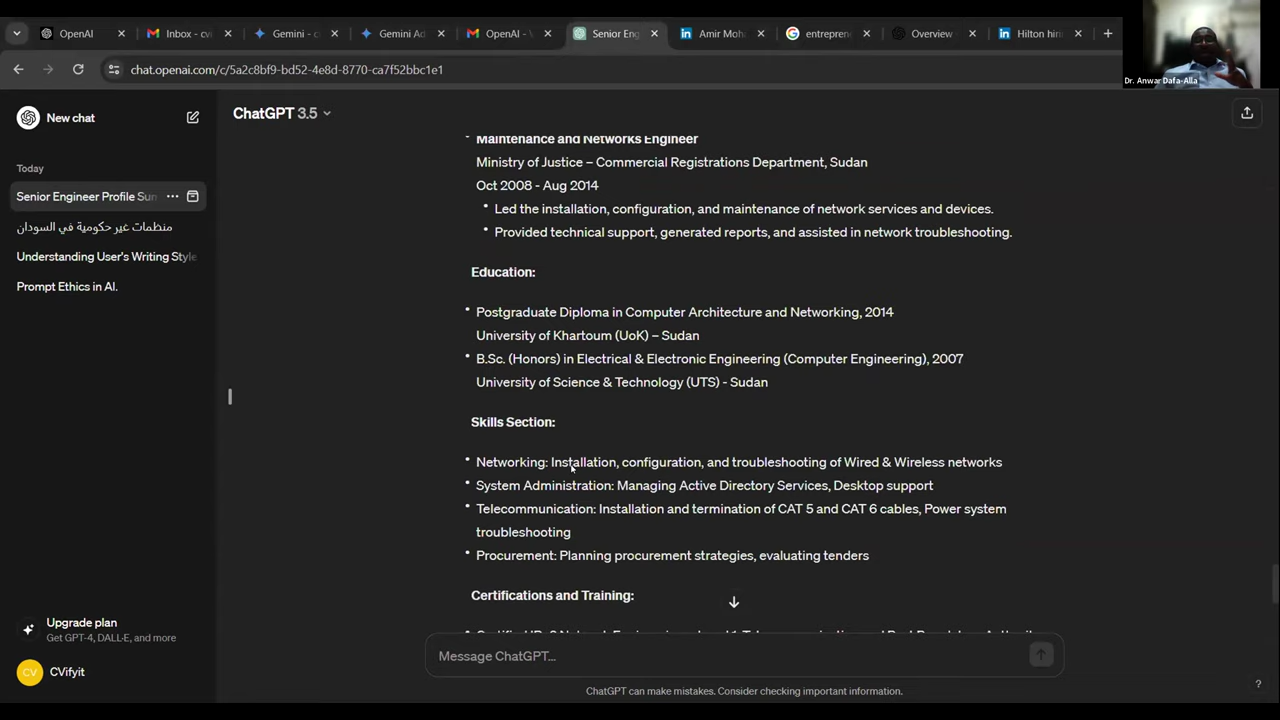 OpenAI
Inbox - cvi
Gemini - c
Gemini Ad
OpenAI - V
Senior Eng
Amir Moh
entrepren
Overview
Hilton hiri
chat.openai.com/c/5a2c8bf9-bd52-4e8d-8770-ca7f52bbc1e1
Dr. Anwar Dafa-Alla
New chat
ChatGPT 3.5
Today
Senior Engineer Profile Sum
منظمات غير حكومية في السودان
Understanding User's Writing Style
Prompt Ethics in AI.
Maintenance and Networks Engineer
Ministry of Justice – Commercial Registrations Department, Sudan
Oct 2008 - Aug 2014
• Led the installation, configuration, and maintenance of network services and devices.
• Provided technical support, generated reports, and assisted in network troubleshooting.
Education:
• Postgraduate Diploma in Computer Architecture and Networking, 2014
University of Khartoum (UoK) – Sudan
• B.Sc. (Honors) in Electrical & Electronic Engineering (Computer Engineering), 2007
University of Science & Technology (UTS) - Sudan
Skills Section:
• Networking: Installation, configuration, and troubleshooting of Wired & Wireless networks
• System Administration: Managing Active Directory Services, Desktop support
• Telecommunication: Installation and termination of CAT 5 and CAT 6 cables, Power system
troubleshooting
• Procurement: Planning procurement strategies, evaluating tenders
Certifications and Training:
Upgrade plan
Get GPT-4, DALL·E, and more
CV
CVifyit
Message ChatGPT...
ChatGPT can make mistakes. Consider checking important information.
?